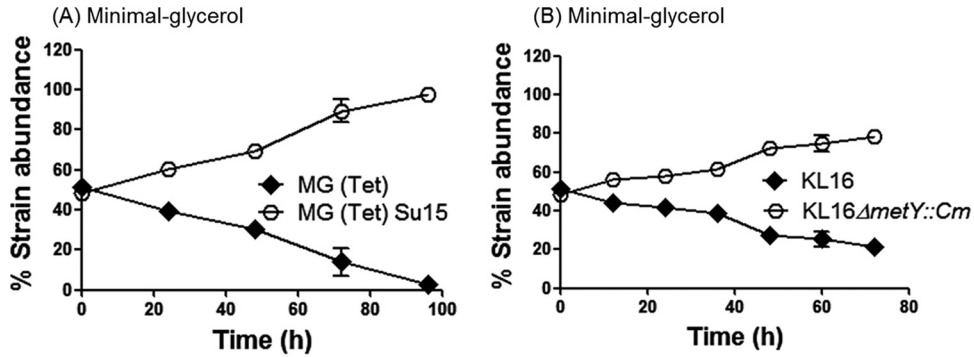 (A) Minimal-glycerol
% Strain abundance
120
100
80
60
40
20
0
0 20 40 60 80 100
Time (h)
MG (Tet)
MG (Tet) Su15
(B) Minimal-glycerol
% Strain abundance
120
100
80
60
40
20
0
0 20 40 60 80
Time (h)
KL16
KL16ΔmetY::Cm